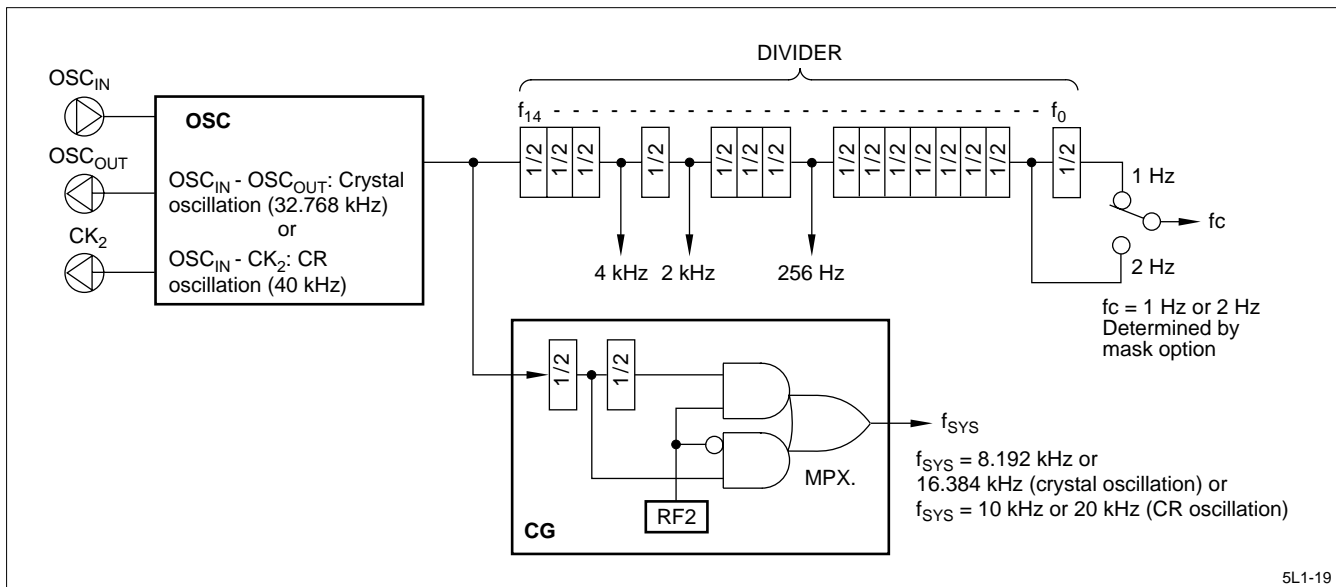 DIVIDER
OSC_IN
OSC_OUT
CK_2
OSC
OSC_IN - OSC_OUT: Crystal
oscillation (32.768 kHz)
or
OSC_IN - CK_2: CR
oscillation (40 kHz)
f_14 - - - - - - - - - - - - - - - - - - - - - - - - - - - - f_0
1/2 1/2 1/2 1/2 1/2 1/2 1/2 1/2 1/2 1/2 1/2 1/2 1/2 1/2 1/2
4 kHz
2 kHz
256 Hz
1 Hz
fc
2 Hz
fc = 1 Hz or 2 Hz
Determined by
mask option
1/2 1/2
MPX.
RF2
CG
f_SYS
f_SYS = 8.192 kHz or
16.384 kHz (crystal oscillation) or
f_SYS = 10 kHz or 20 kHz (CR oscillation)
5L1-19